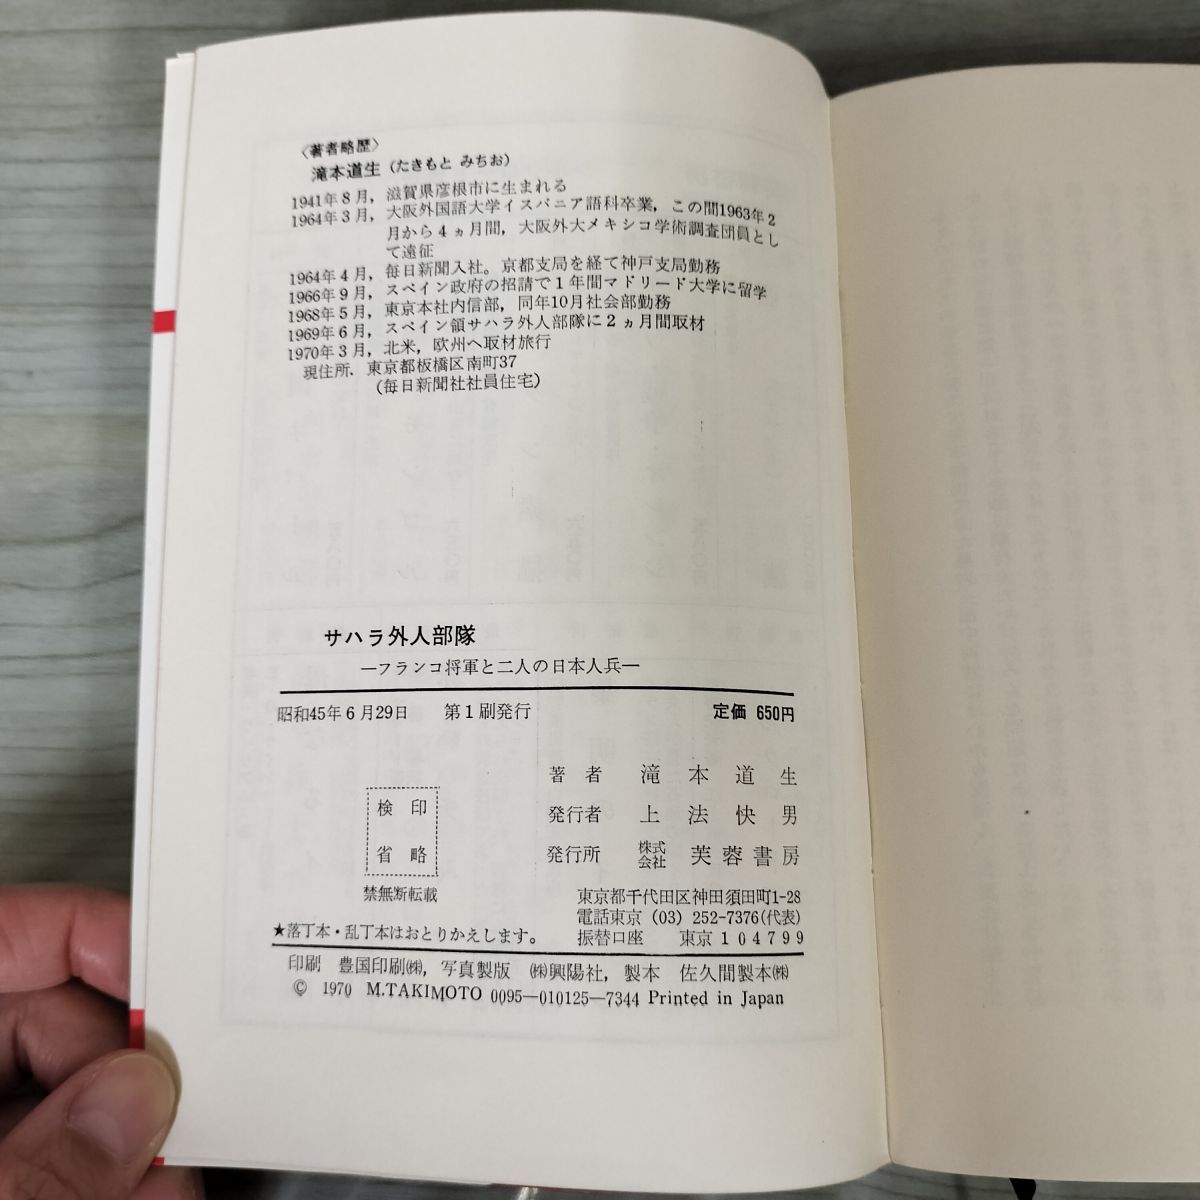 〈著者略歴〉
滝本道生(たきもと みちお)
1941年8月，滋賀県彦根市に生まれる
1964年3月，大阪外国語大学イスパニア語科卒業，この間1963年2
月から4ヵ月間，大阪外大メキシコ学術調査団員とし
て遠征
1964年4月，毎日新聞入社。京都支局を経て神戸支局勤務
1966年9月，スペイン政府の招請で1年間マドリード大学に留学
1968年5月，東京本社内信部，同年10月社会部勤務
1969年6月，スペイン領サハラ外人部隊に2ヵ月間取材
1970年3月，北米，欧州へ取材旅行
現住所、東京都板橋区南町37
(毎日新聞社社員住宅)
サハラ外人部隊
―フランコ将軍と二人の日本人兵―
昭和45年6月29日 第1刷発行 定価 650円
著者 滝本道生
発行者 上法快男
発行所 株式会社 芙蓉書房
検印
省略
禁無断転載
東京都千代田区神田須田町1-28
電話東京 (03) 252-7376(代表)
振替口座 東京 104799
★落丁本・乱丁本はおとりかえします。
印刷 豊国印刷㈱，写真製版 ㈱興陽社，製本 佐久間製本㈱
© 1970 M.TAKIMOTO 0095―010125―7344 Printed in Japan